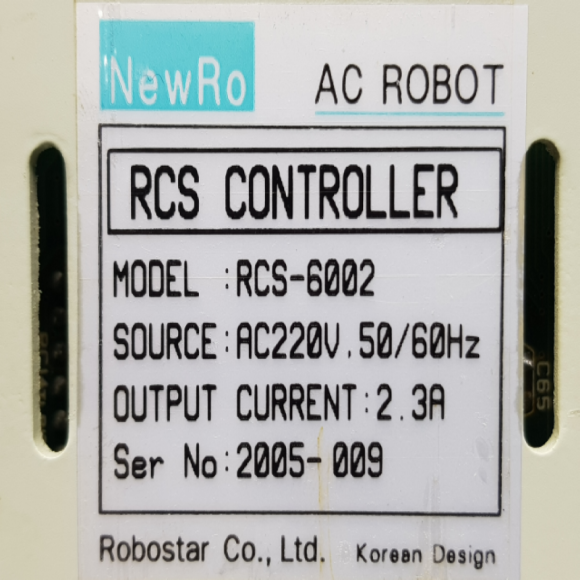 NewRo AC ROBOT
RCS CONTROLLER
MODEL :RCS-6002
SOURCE:AC220V.50/60Hz
OUTPUT CURRENT:2.3A
Ser No:2005-009
Robostar Co., Ltd. Korean Design
C65